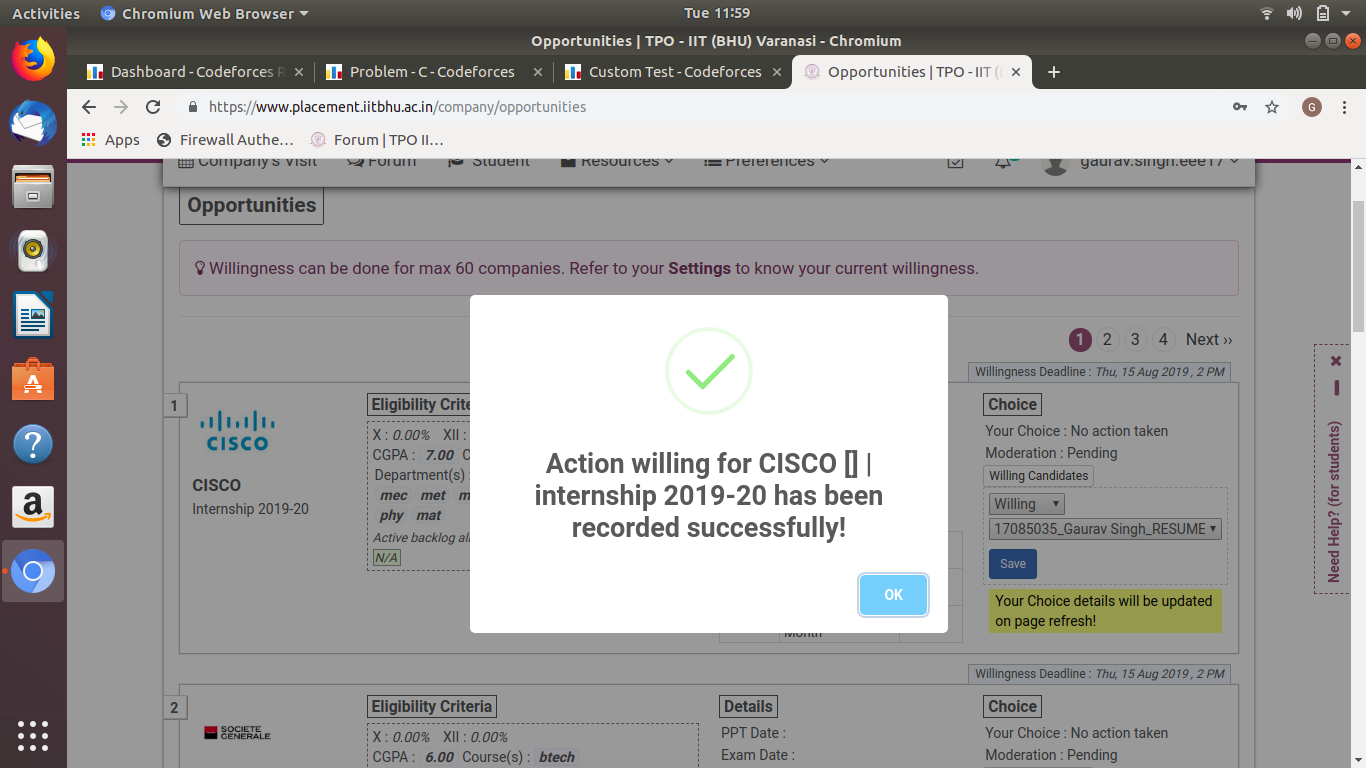 Activities
Chromium Web Browser
Tue 11:59
Opportunities | TPO - IIT (BHU) Varanasi - Chromium
Dashboard - Codeforces R
Problem - C - Codeforces
Custom Test - Codeforces
Opportunities | TPO - IIT (
https://www.placement.iitbhu.ac.in/company/opportunities
G
Apps
Firewall Authe...
Forum | TPO II...
Company's Visit
Forum
Student
Resources
Preferences
gaurav.singh.eee17
Opportunities
Willingness can be done for max 60 companies. Refer to your Settings to know your current willingness.
1 2 3 4 Next ››
Willingness Deadline : Thu, 15 Aug 2019 , 2 PM
1
CISCO
CISCO
Internship 2019-20
Eligibility Crite
X : 0.00% XII :
CGPA : 7.00 C
Department(s) :
mec met m
phy mat
Active backlog all
N/A
Action willing for CISCO [] |
internship 2019-20 has been
recorded successfully!
OK
Month
Choice
Your Choice : No action taken
Moderation : Pending
Willing Candidates
Willing
17085035_Gaurav Singh_RESUME
Save
Your Choice details will be updated
on page refresh!
Need Help? (for students)
Willingness Deadline : Thu, 15 Aug 2019 , 2 PM
2
SOCIETE
GENERALE
Eligibility Criteria
X : 0.00% XII : 0.00%
CGPA : 6.00 Course(s) : btech
Details
PPT Date :
Exam Date :
Choice
Your Choice : No action taken
Moderation : Pending